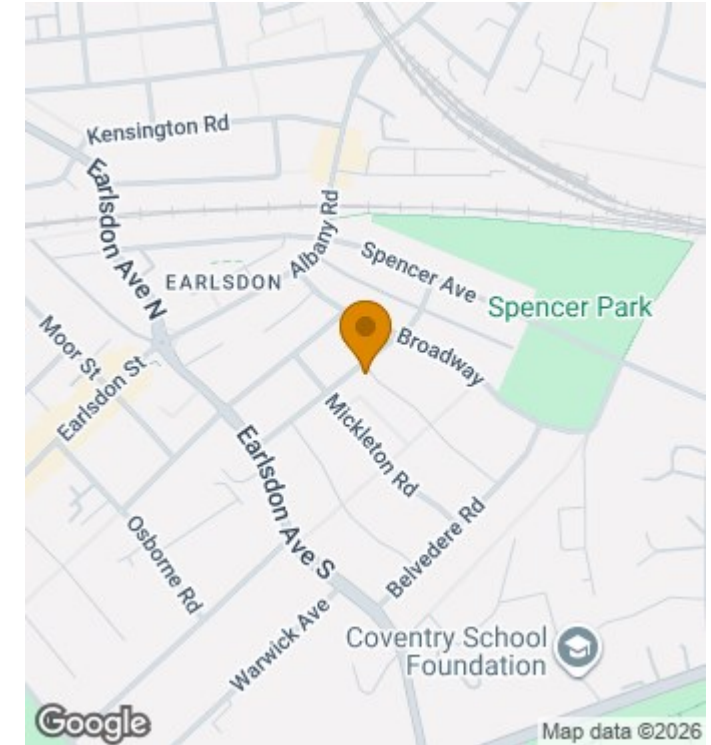 Kensington Rd
Earlsdon Ave N
Albany Rd
Spencer Ave
EARLSDON
Spencer Park
Moor St
Broadway
Earlsdon St
Mickleton Rd
Earlsdon Ave S
Belvedere Rd
Osborne Rd
Warwick Ave
Coventry School
Foundation
Google
Map data ©2026